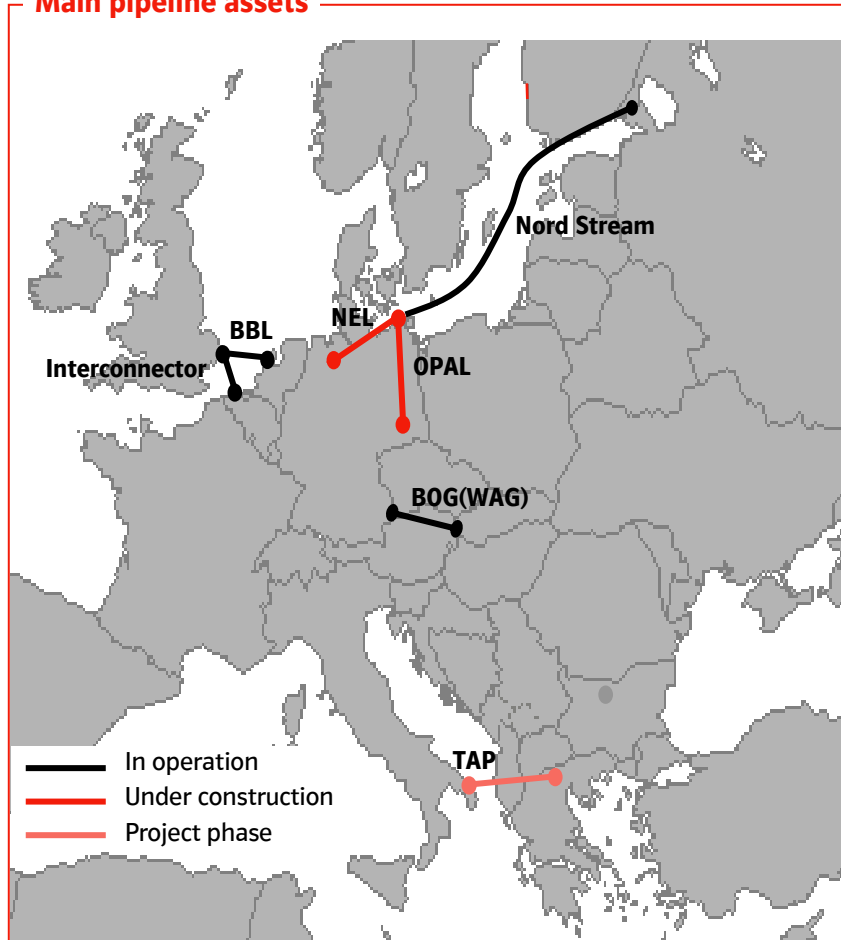 Main pipeline assets
Nord Stream
NEL
BBL
OPAL
Interconnector
BOG(WAG)
TAP
In operation
Under construction
Project phase